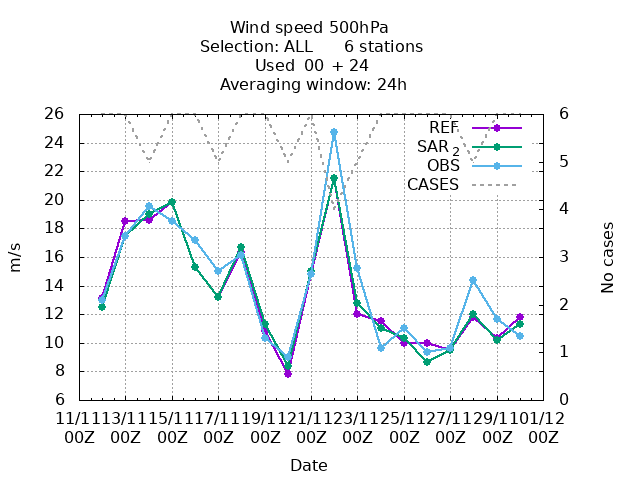 Wind speed 500hPa
Selection: ALL 6 stations
Used 00 + 24
Averaging window: 24h
26 6
24
22 5
20
18 4
16 3
14
12 2
10 1
8
6 0
m/s
No cases
REF
SAR 2
OBS
CASES
11/11 13/11 15/11 17/11 19/11 21/11 23/11 25/11 27/11 29/11 01/12
00Z 00Z 00Z 00Z 00Z 00Z 00Z 00Z 00Z 00Z 00Z
Date